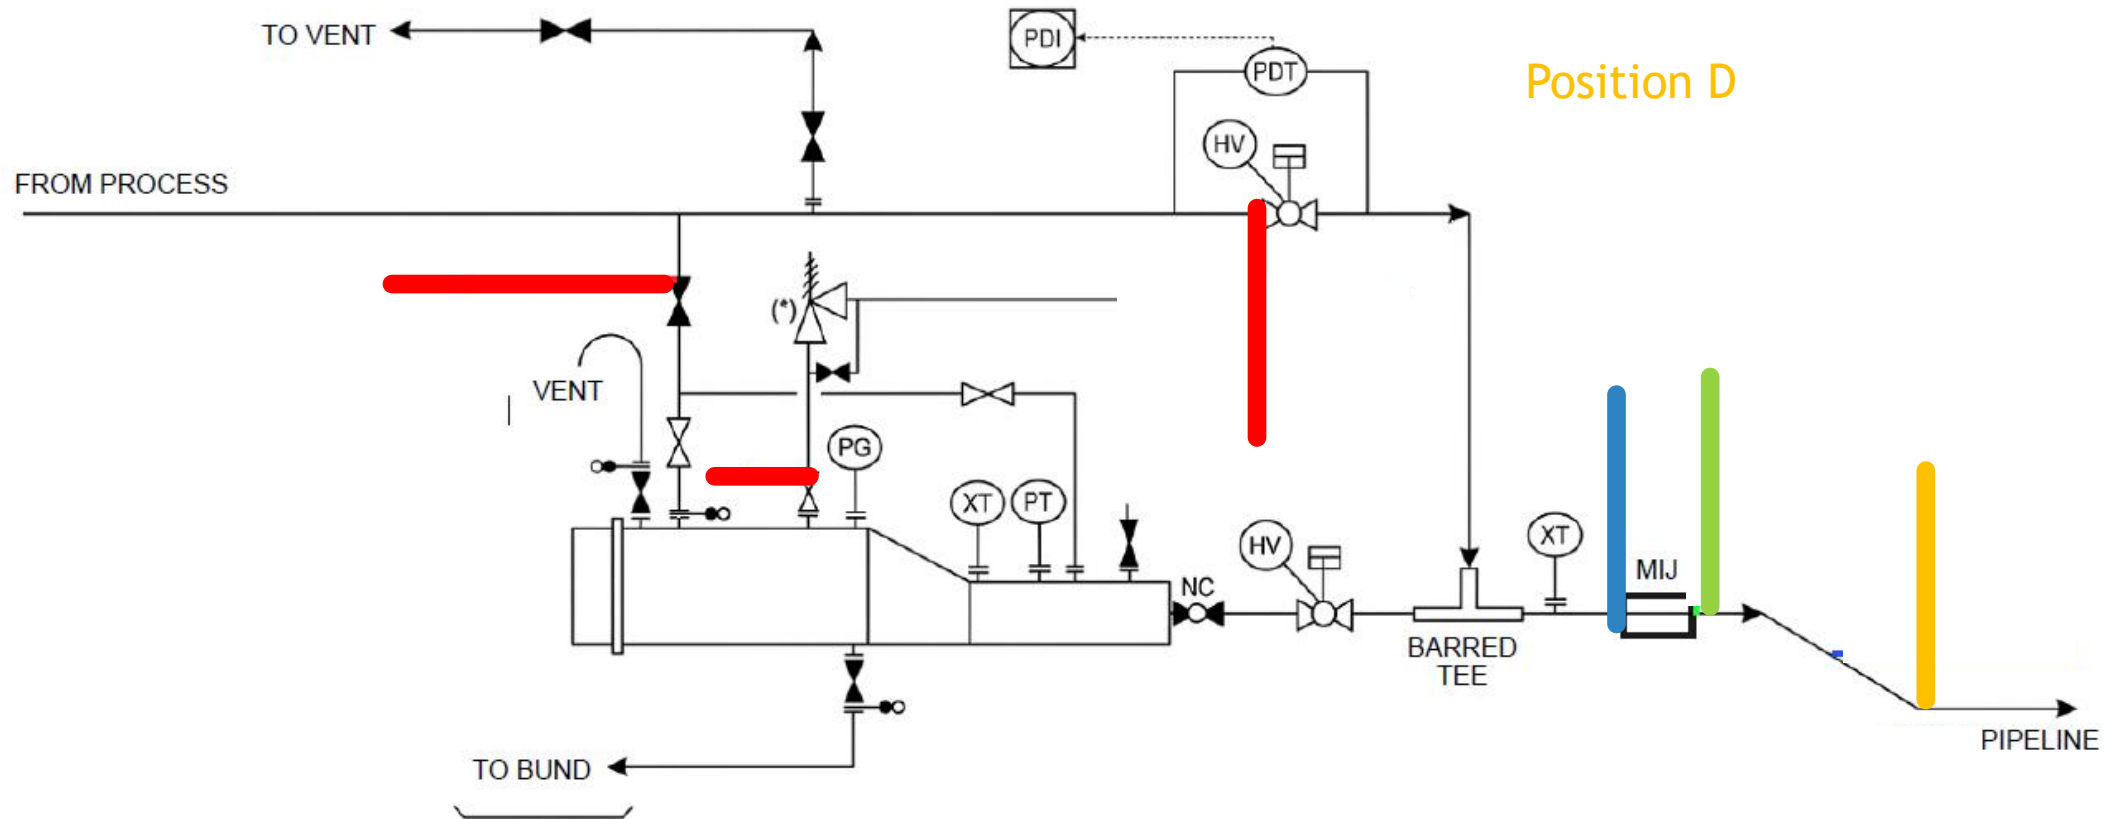 TO VENT
PDI
PDT
Position D
HV
FROM PROCESS
(*)
VENT
PG
XT
PT
HV
XT
NC
MIJ
BARRED
TEE
PIPELINE
TO BUND